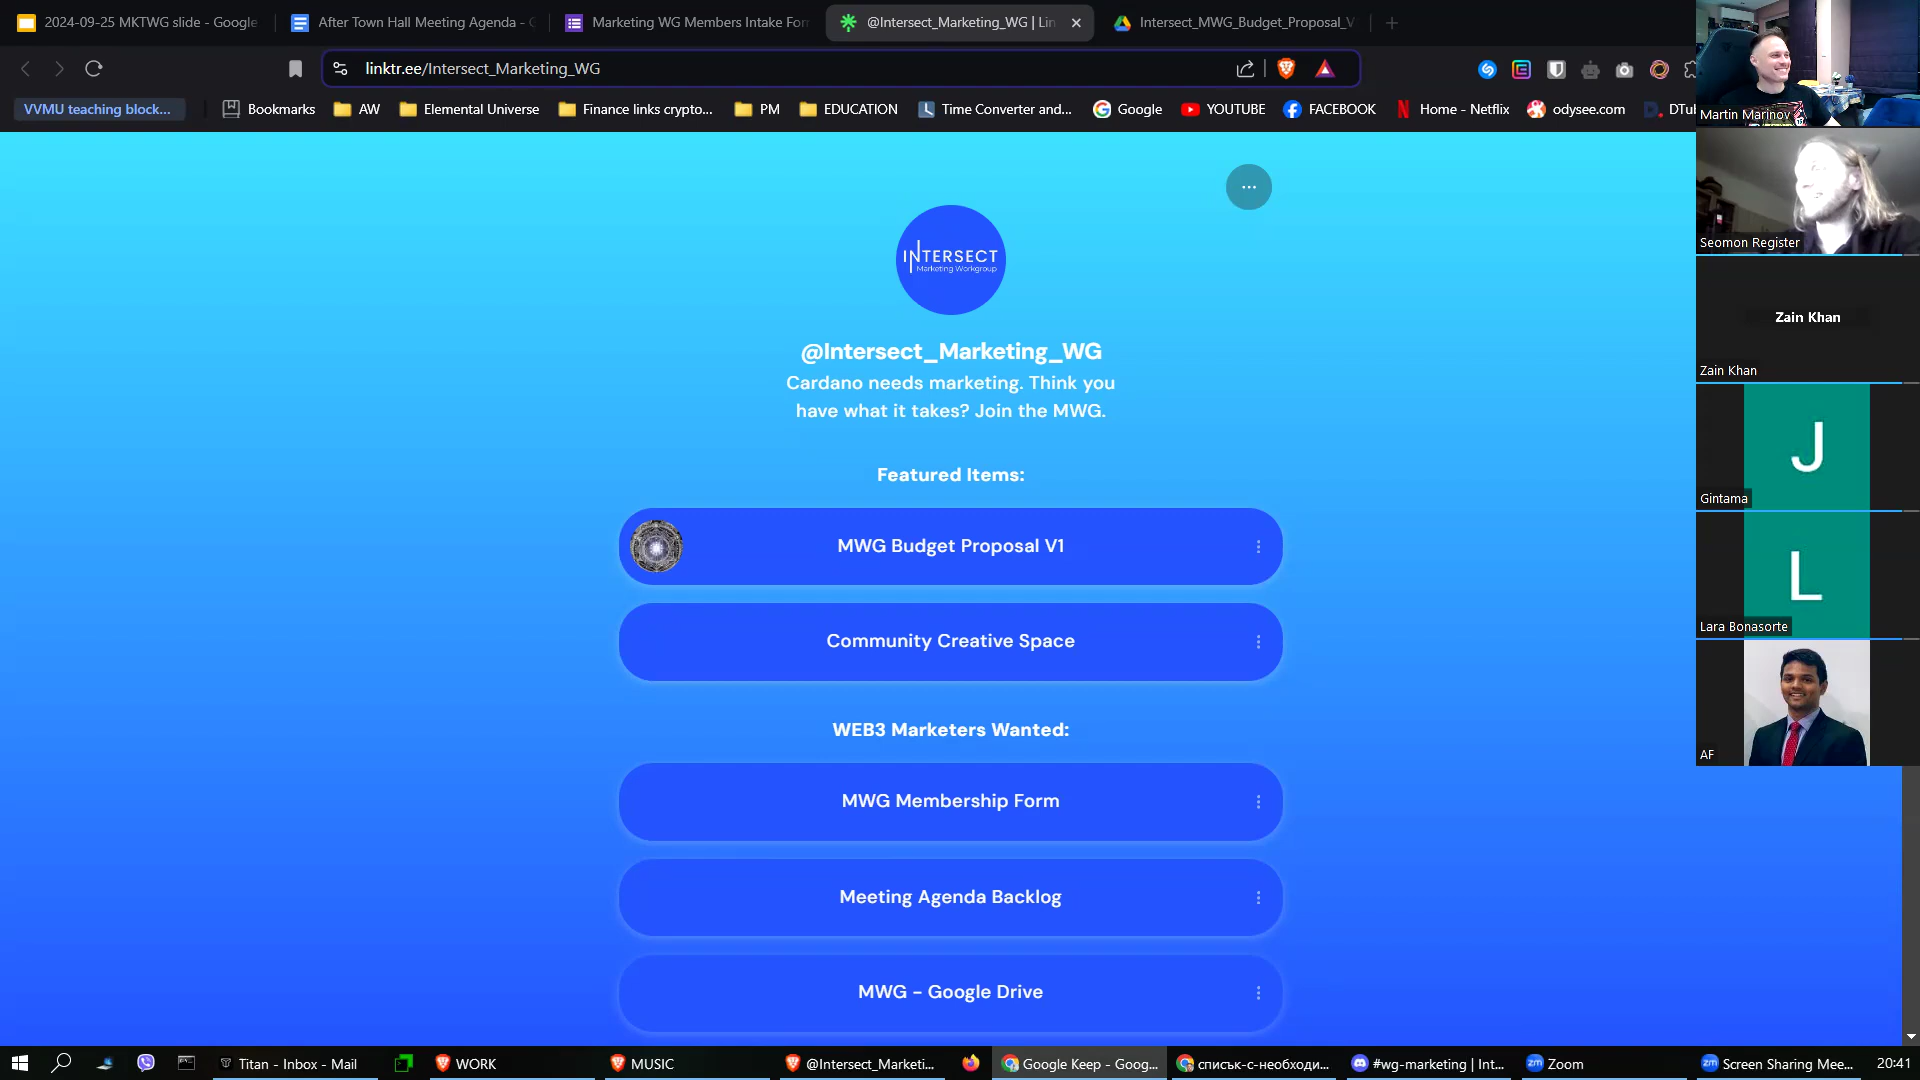 2024-09-25 MKTWG slide - Google
After Town Hall Meeting Agenda - G
Marketing WG Members Intake For
@Intersect_Marketing_WG | Lin
Intersect_MWG_Budget_Proposal_V
linktr.ee/Intersect_Marketing_WG
VVMU teaching block...
Bookmarks
AW
Elemental Universe
Finance links crypto...
PM
EDUCATION
Time Converter and...
Google
YOUTUBE
FACEBOOK
Home - Netflix
odysee.com
DTu
Martin Marinov
Seomon Register
Zain Khan
Zain Khan
J
Gintama
L
Lara Bonasorte
AF
INTERSECT
Marketing Workgroup
@Intersect_Marketing_WG
Cardano needs marketing. Think you
have what it takes? Join the MWG.
Featured Items:
MWG Budget Proposal V1
Community Creative Space
WEB3 Marketers Wanted:
MWG Membership Form
Meeting Agenda Backlog
MWG - Google Drive
Titan - Inbox - Mail
WORK
MUSIC
@Intersect_Marketi...
Google Keep - Goog...
списък-с-необходи...
#wg-marketing | Int...
Zoom
Screen Sharing Mee...
20:41